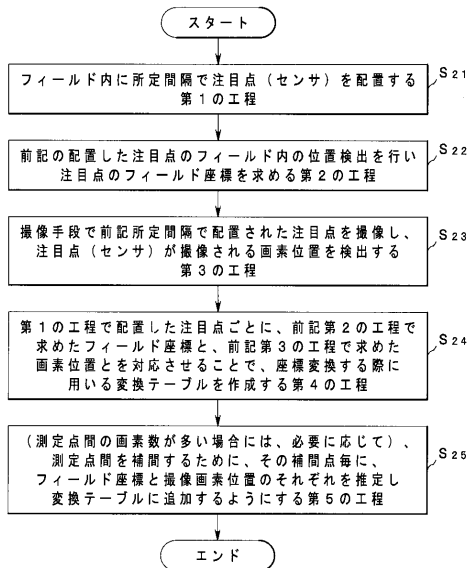 スタート
フィールド内に所定間隔で注目点（センサ）を配置する
第1の工程
S21
前記の配置した注目点のフィールド内の位置検出を行い
注目点のフィールド座標を求める第2の工程
S22
撮像手段で前記所定間隔で配置された注目点を撮像し、
注目点（センサ）が撮像される画素位置を検出する
第3の工程
S23
第1の工程で配置した注目点ごとに、前記第2の工程で
求めたフィールド座標と、前記第3の工程で求めた
画素位置とを対応させることで、座標変換する際に
用いる変換テーブルを作成する第4の工程
S24
（測定点間の画素数が多い場合には、必要に応じて）、
測定点間を補間するために、その補間点毎に、
フィールド座標と撮像画素位置のそれぞれを推定し
変換テーブルに追加するようにする第5の工程
S25
エンド